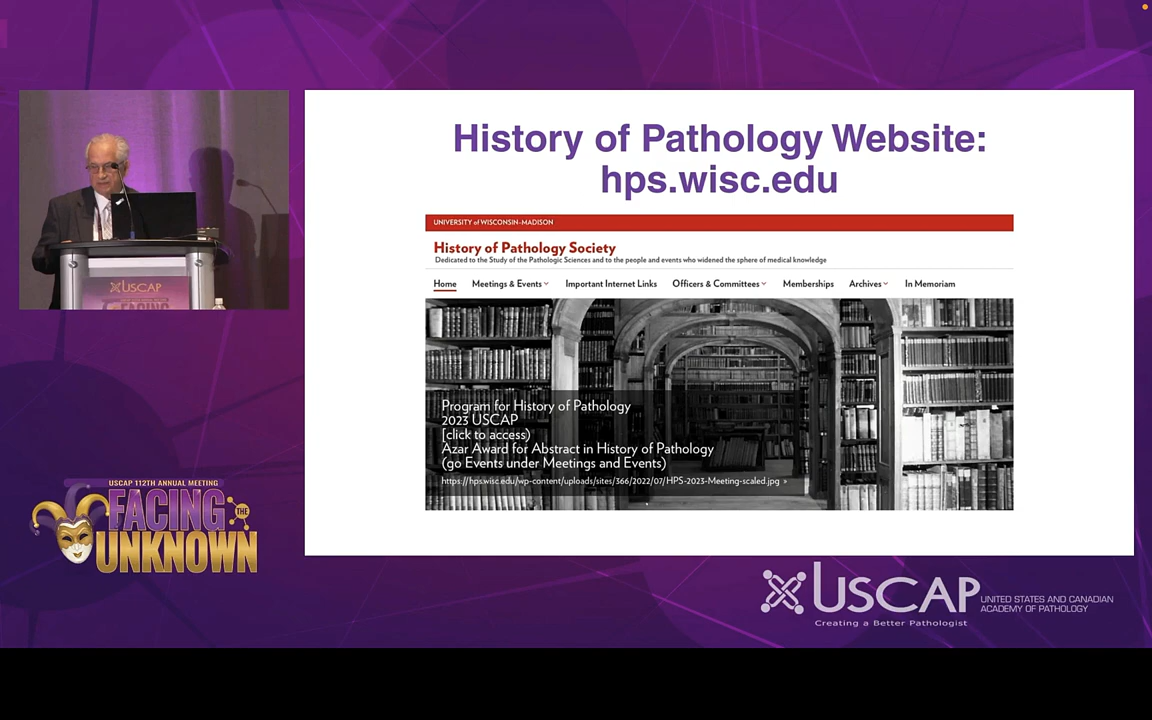 History of Pathology Website:
hps.wisc.edu
UNIVERSITY of WISCONSIN-MADISON
History of Pathology Society
Dedicated to the Study of the Pathologic Sciences and to the people and events who widened the sphere of medical knowledge
Home Meetings & Events Important Internet Links Officers & Committees Memberships Archives In Memoriam
Program for History of Pathology
2023 USCAP
[click to access)
Azar Award for Abstract in History of Pathology
(go Events under Meetings and Events)
https://hps.wisc.edu/wp-content/uploads/sites/366/2022/07/HPS-2023-Meeting-scaled.jpg >
USCAP
FACING
USCAP 112TH ANNUAL MEETING
FACING
THE
UNKNOWN
USCAP
UNITED STATES AND CANADIAN
ACADEMY OF PATHOLOGY
Creating a Better Pathologist